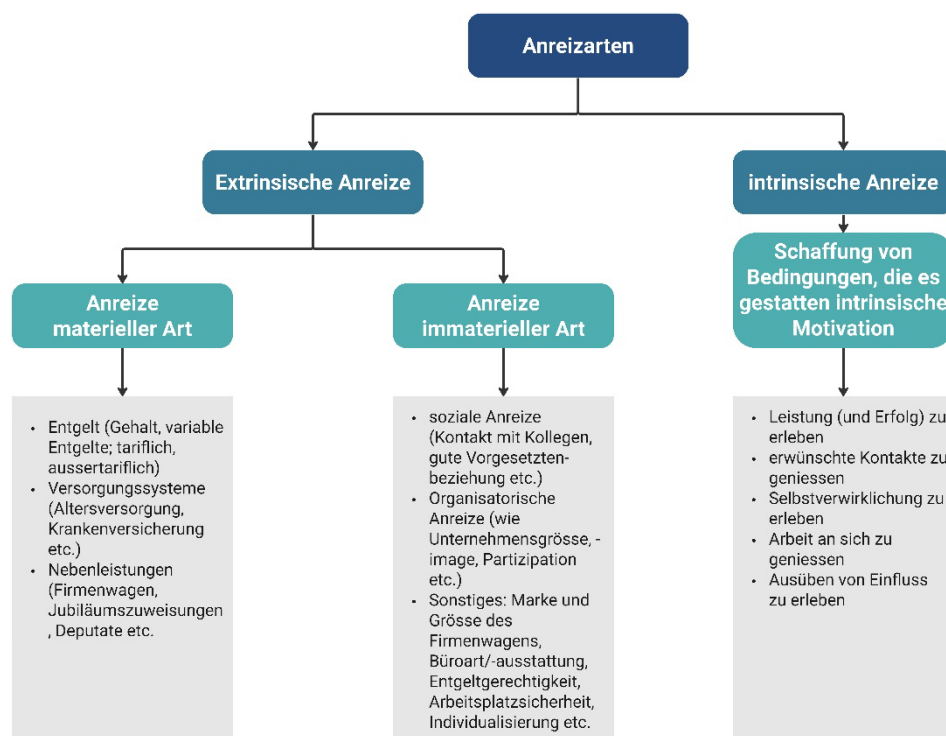 Anreizarten
Extrinsische Anreize
intrinsische Anreize
Anreize
materieller Art
Anreize
immaterieller Art
Schaffung von
Bedingungen, die es
gestatten intrinsische
Motivation
• Entgelt (Gehalt, variable
Entgelte; tariflich,
aussertariflich)
• Versorgungssysteme
(Altersversorgung,
Krankenversicherung
etc.)
• Nebenleistungen
(Firmenwagen,
Jubiläumszuweisungen
, Deputate etc.
• soziale Anreize
(Kontakt mit Kollegen,
gute Vorgesetzten-
beziehung etc.)
• Organisatorische
Anreize (wie
Unternehmensgrösse, -
image, Partizipation
etc.)
• Sonstiges: Marke und
Grösse des
Firmenwagens,
Büroart/-ausstattung,
Entgeltgerechtigkeit,
Arbeitsplatzsicherheit,
Individualisierung etc.
• Leistung (und Erfolg) zu
erleben
• erwünschte Kontakte zu
geniessen
• Selbstverwirklichung zu
erleben
• Arbeit an sich zu
geniessen
• Ausüben von Einfluss
zu erleben